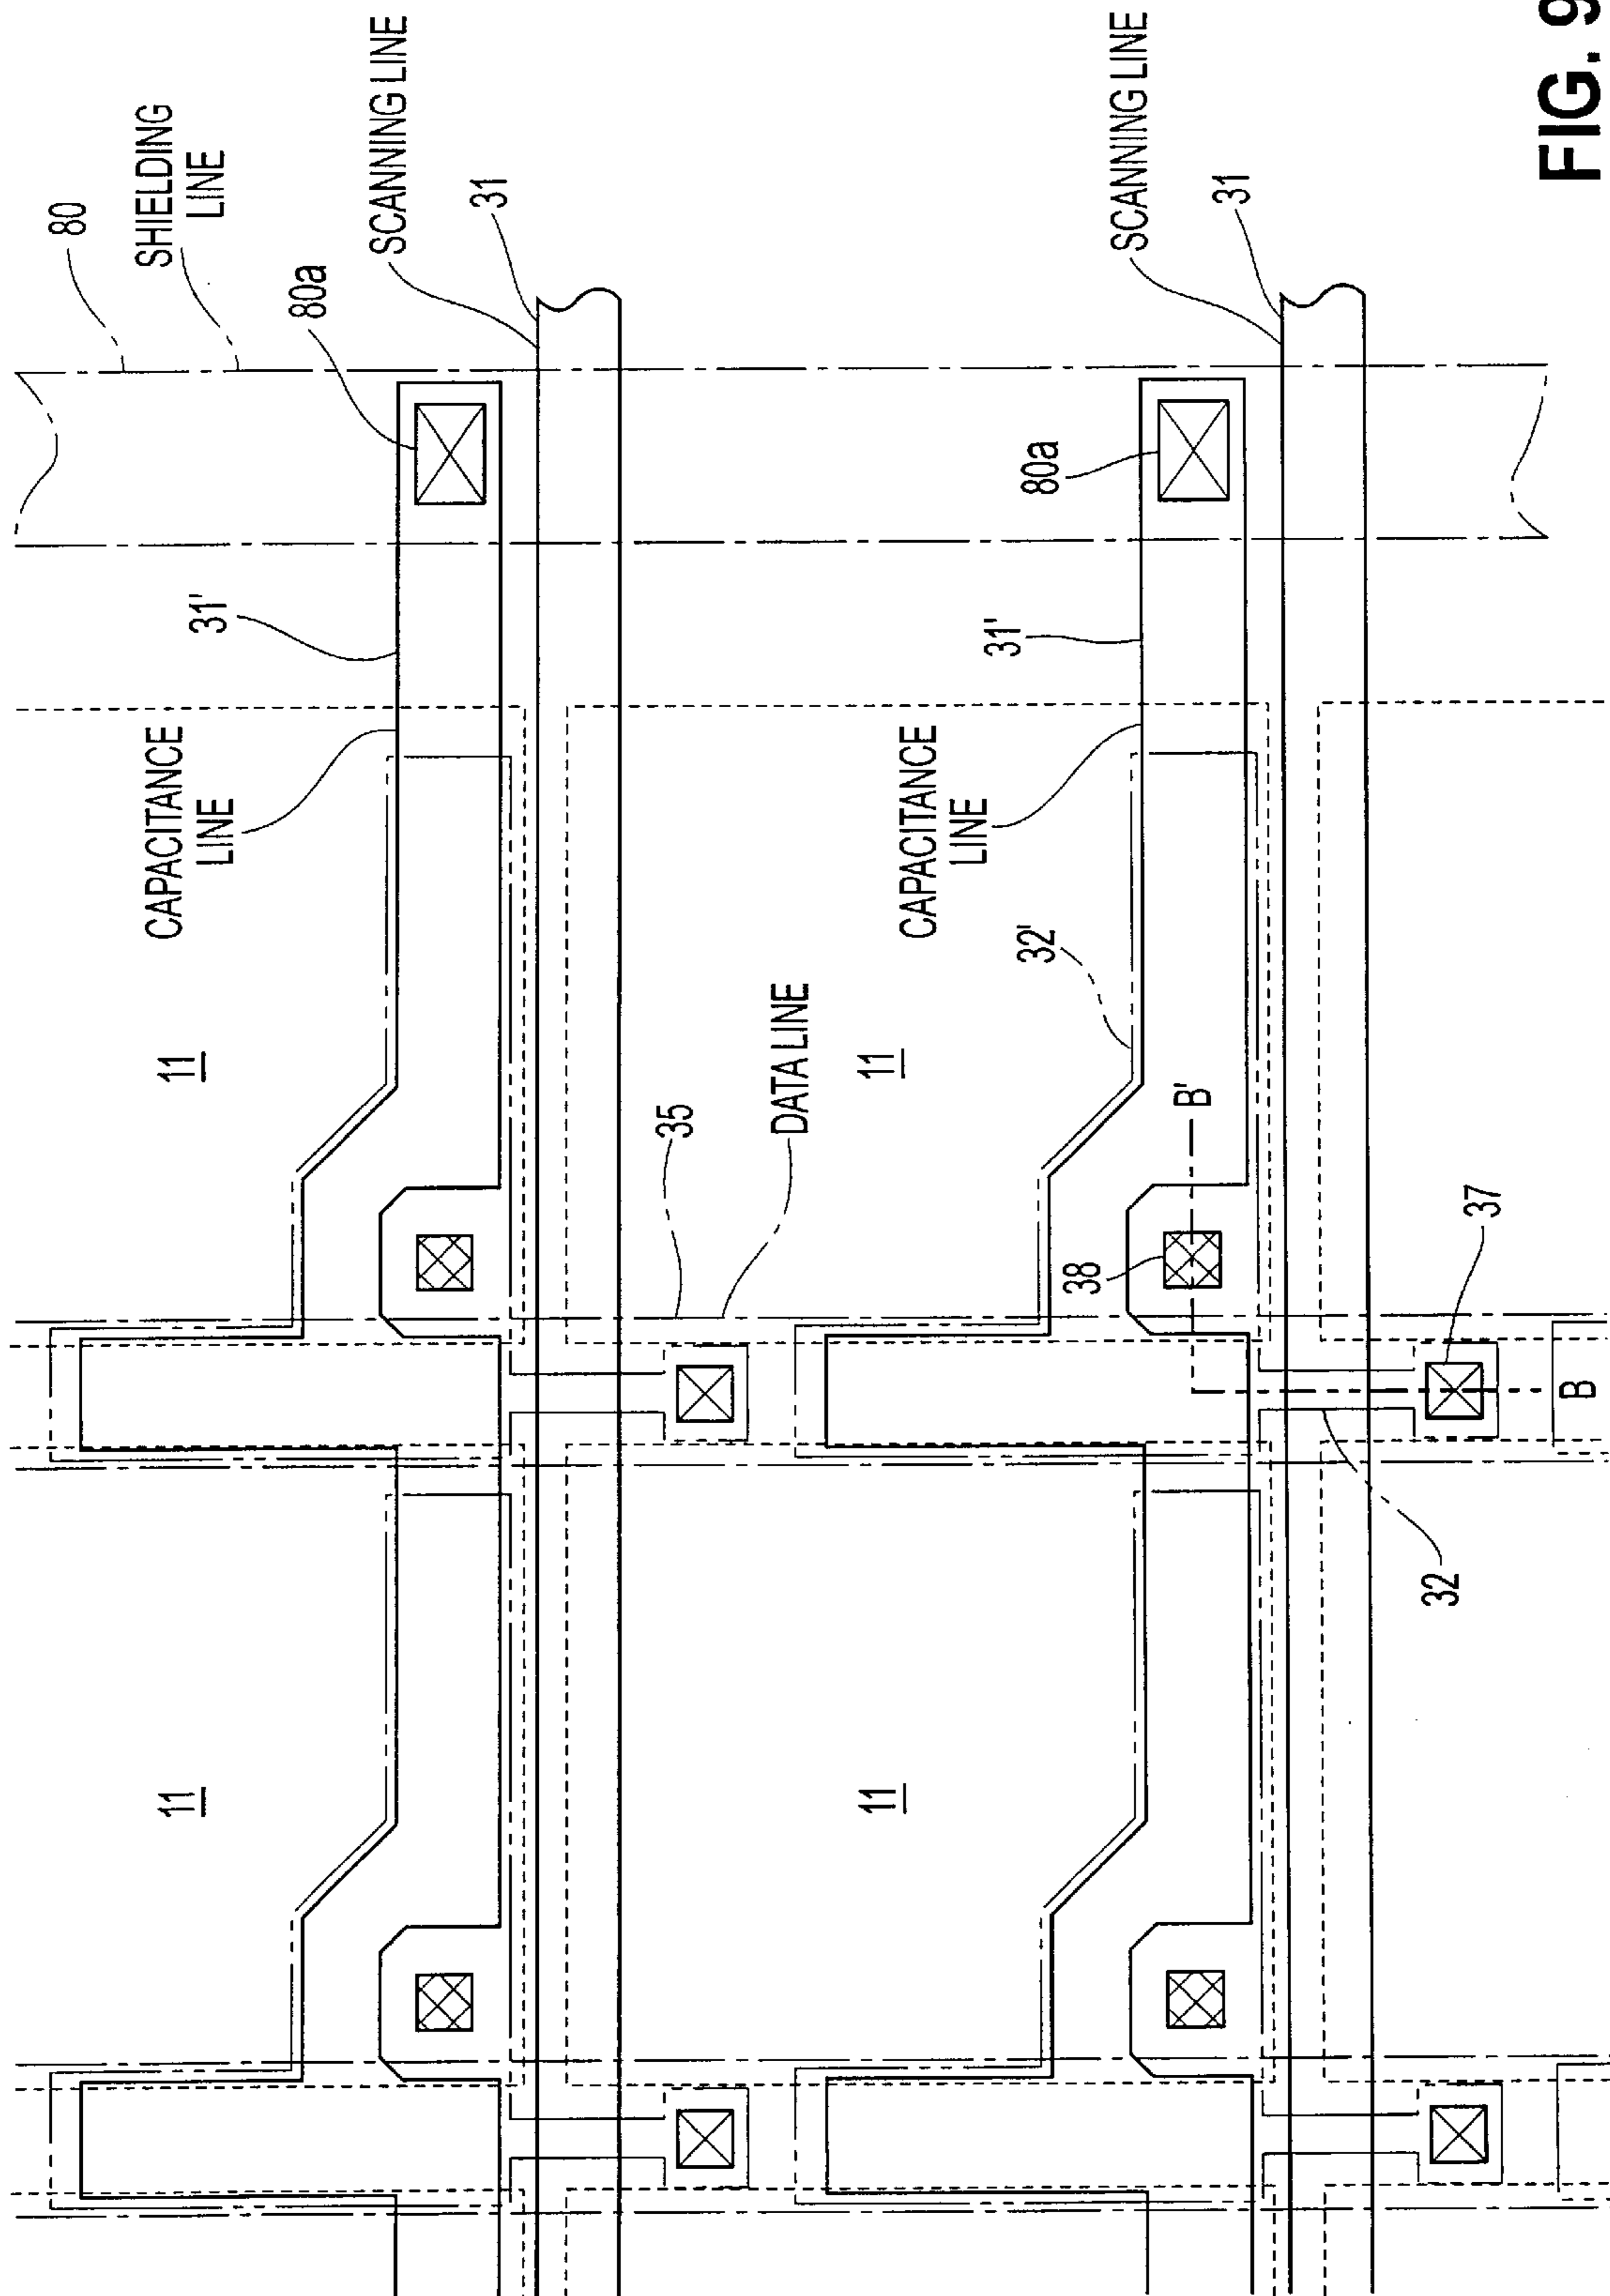 80
SHIELDING
LINE
80a
SCANNING LINE
31
31'
CAPACITANCE
LINE
11
35
DATA LINE
11
SCANNING LINE
31
80a
31'
CAPACITANCE
LINE
32'
11
B'
38
37
B
32
11
FIG. 9